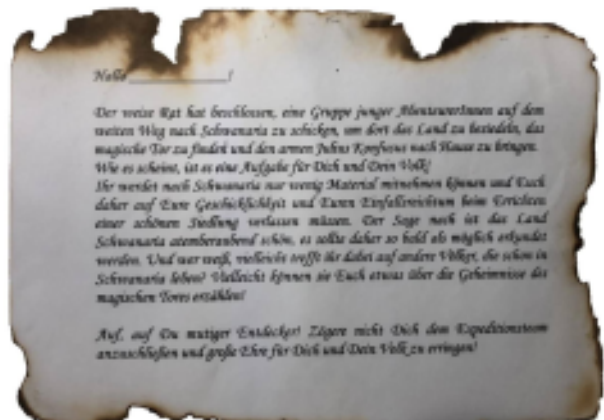 Hallo ______________!
Der weise Rat hat beschlossen, eine Gruppe junger AbenteuerInnen auf dem
weiten Weg nach Schwanaria zu schicken, um dort das Land zu besiedeln, das
magische Tor zu finden und den armen Julius Konfusus nach Hause zu bringen.
Wie es scheint, ist es eine Aufgabe für Dich und Dein Volk!
Ihr werdet nach Schwanaria nur wenig Material mitnehmen können und Euch
daher auf Eure Geschicklichkeit und Euren Einfallsreichtum beim Errichten
einer schönen Siedlung verlassen müssen. Der Sage nach ist das Land
Schwanaria atemberaubend schön, es sollte daher so bald als möglich erkundet
werden. Und wer weiß, vielleicht trefft ihr dabei auf andere Völker, die schon in
Schwanaria leben? Vielleicht können sie Euch etwas über die Geheimnisse des
magischen Tores erzählen!
Auf, auf Du mutiger Entdecker! Zögere nicht Dich dem Expeditionsteam
anzuschließen und große Ehre für Dich und Dein Volk zu erringen!